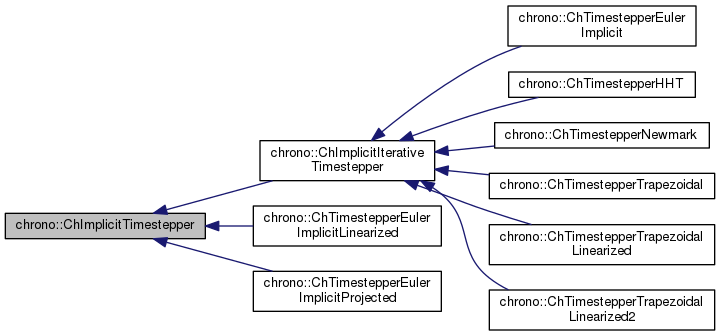 chrono::ChTimestepperEuler
Implicit
chrono::ChTimestepperHHT
chrono::ChTimestepperNewmark
chrono::ChImplicitIterative
Timestepper
chrono::ChTimestepperTrapezoidal
chrono::ChImplicitTimestepper
chrono::ChTimestepperEuler
ImplicitLinearized
chrono::ChTimestepperTrapezoidal
Linearized
chrono::ChTimestepperEuler
ImplicitProjected
chrono::ChTimestepperTrapezoidal
Linearized2